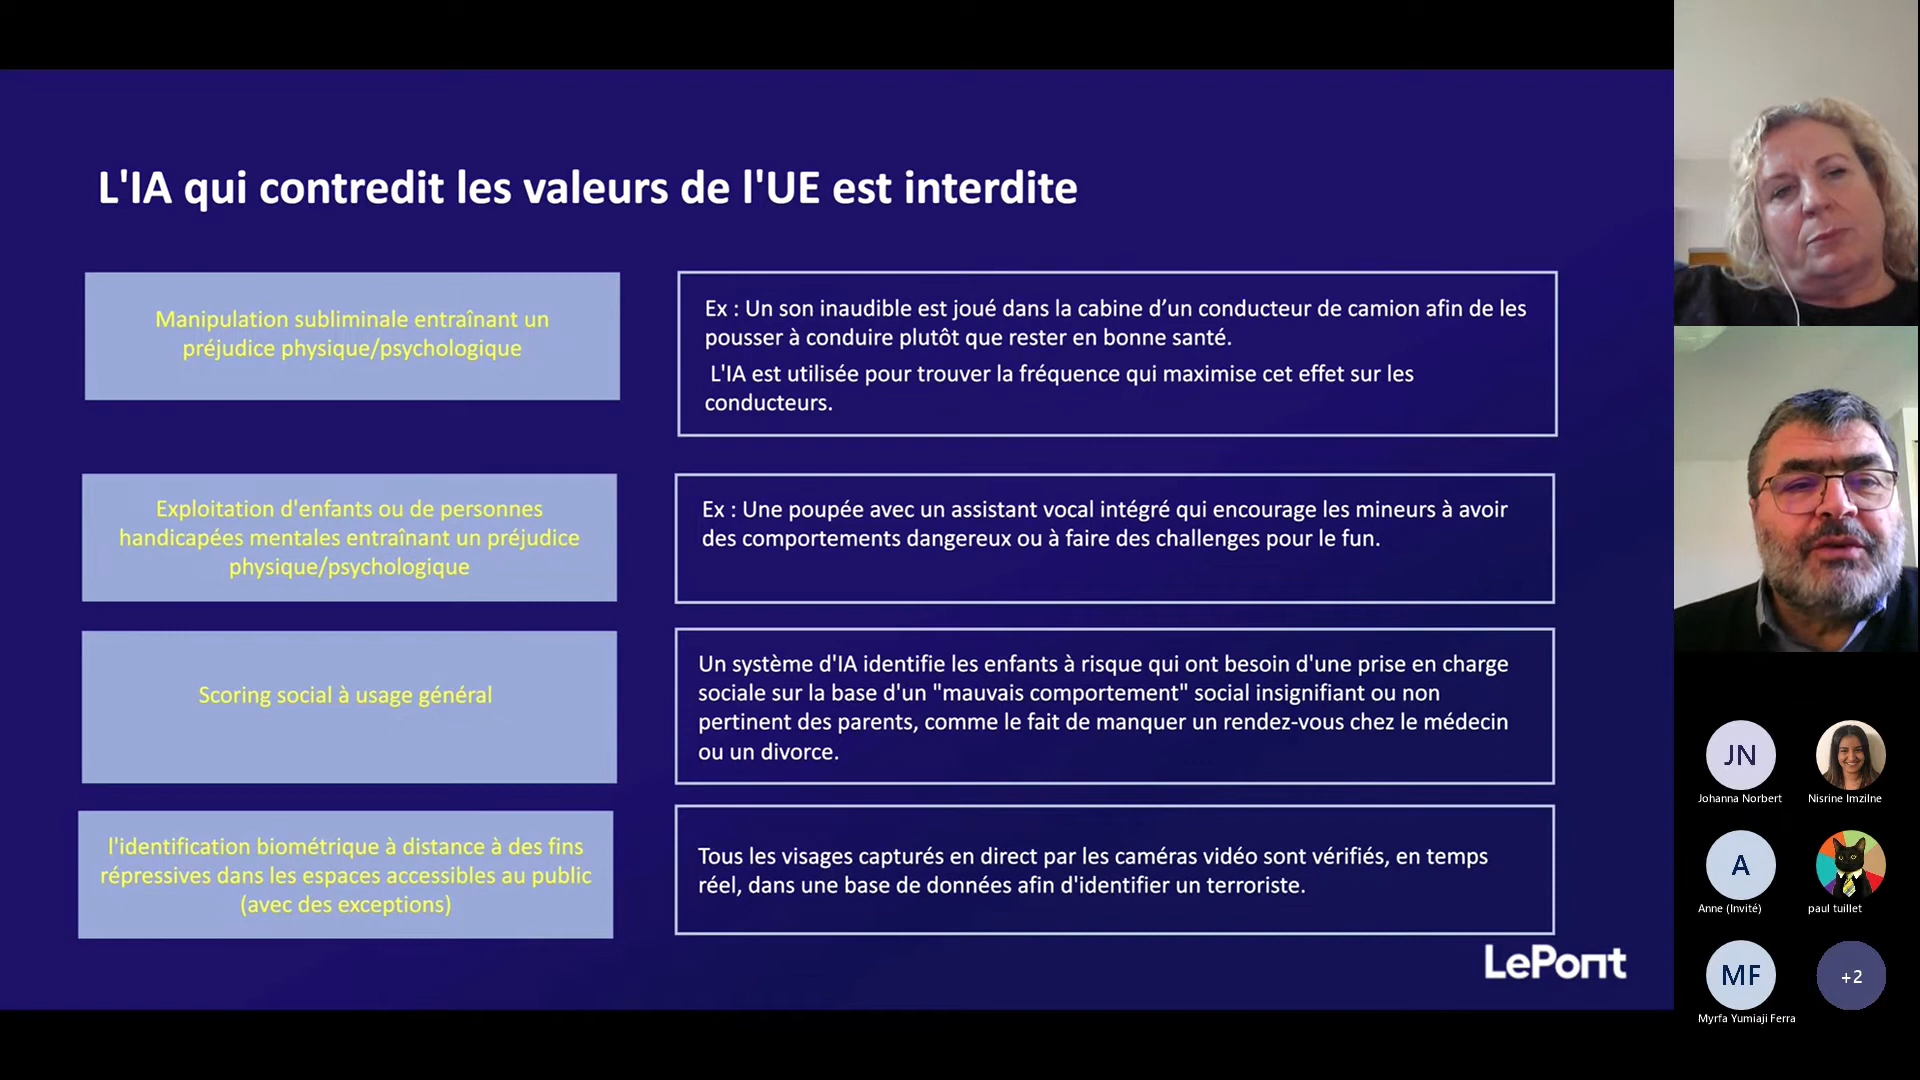 L'IA qui contredit les valeurs de l'UE est interdite
Manipulation subliminale entraînant un
préjudice physique/psychologique
Ex : Un son inaudible est joué dans la cabine d’un conducteur de camion afin de les
pousser à conduire plutôt que rester en bonne santé.
L'IA est utilisée pour trouver la fréquence qui maximise cet effet sur les
conducteurs.
Exploitation d'enfants ou de personnes
handicapées mentales entraînant un préjudice
physique/psychologique
Ex : Une poupée avec un assistant vocal intégré qui encourage les mineurs à avoir
des comportements dangereux ou à faire des challenges pour le fun.
Scoring social à usage général
Un système d'IA identifie les enfants à risque qui ont besoin d'une prise en charge
sociale sur la base d'un "mauvais comportement" social insignifiant ou non
pertinent des parents, comme le fait de manquer un rendez-vous chez le médecin
ou un divorce.
l'identification biométrique à distance à des fins
répressives dans les espaces accessibles au public
(avec des exceptions)
Tous les visages capturés en direct par les caméras vidéo sont vérifiés, en temps
réel, dans une base de données afin d'identifier un terroriste.
LePont
JN
Johanna Norbert
Nisrine Imzilne
A
Anne (Invité)
paul tuillet
MF
Myrfa Yumiaji Ferra
+2